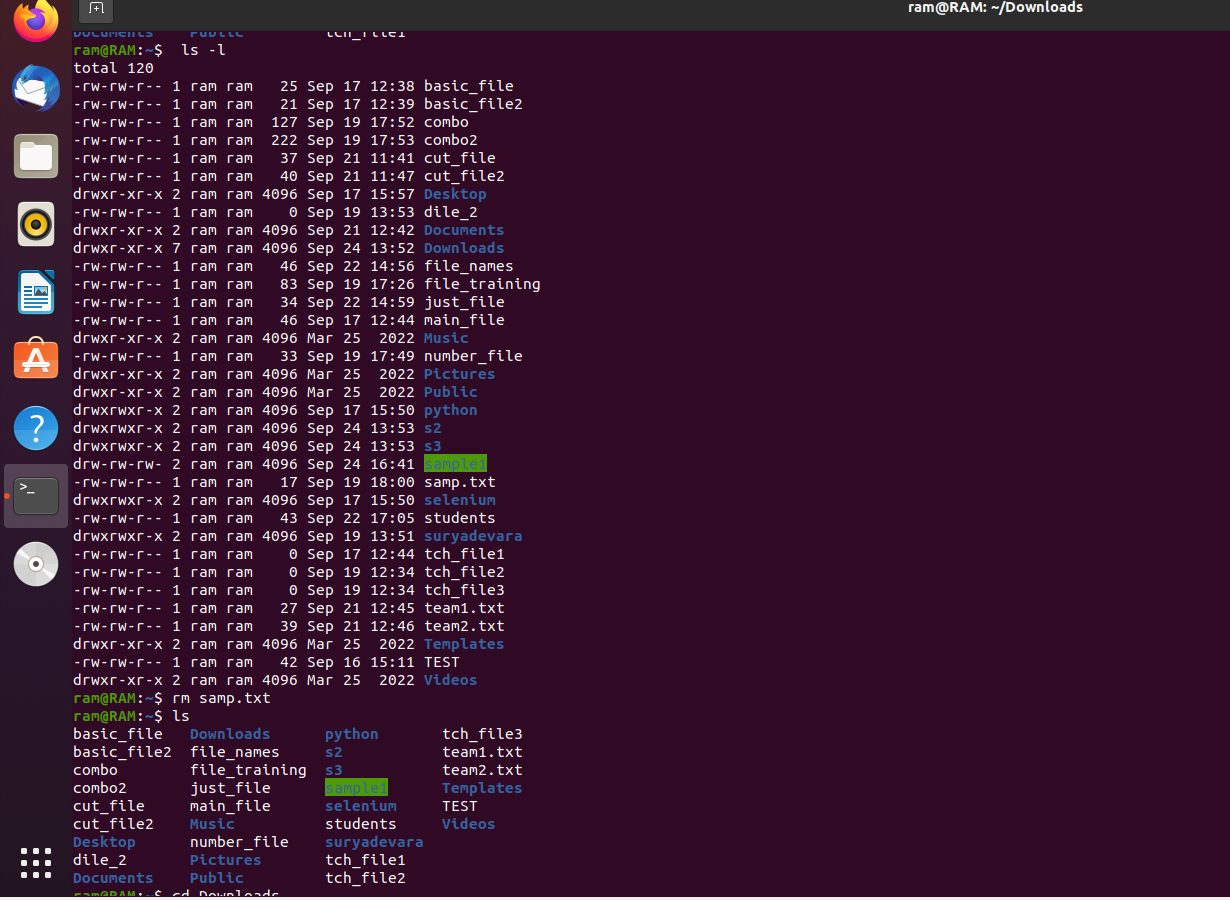 ram@RAM: ~/Downloads
Documents    Public         tch_file1
ram@RAM:~$  ls -l
total 120
-rw-rw-r-- 1 ram ram   25 Sep 17 12:38 basic_file
-rw-rw-r-- 1 ram ram   21 Sep 17 12:39 basic_file2
-rw-rw-r-- 1 ram ram  127 Sep 19 17:52 combo
-rw-rw-r-- 1 ram ram  222 Sep 19 17:53 combo2
-rw-rw-r-- 1 ram ram   37 Sep 21 11:41 cut_file
-rw-rw-r-- 1 ram ram   40 Sep 21 11:47 cut_file2
drwxr-xr-x 2 ram ram 4096 Sep 17 15:57 Desktop
-rw-rw-r-- 1 ram ram    0 Sep 19 13:53 dile_2
drwxr-xr-x 2 ram ram 4096 Sep 21 12:42 Documents
drwxr-xr-x 7 ram ram 4096 Sep 24 13:52 Downloads
-rw-rw-r-- 1 ram ram   46 Sep 22 14:56 file_names
-rw-rw-r-- 1 ram ram   83 Sep 19 17:26 file_training
-rw-rw-r-- 1 ram ram   34 Sep 22 14:59 just_file
-rw-rw-r-- 1 ram ram   46 Sep 17 12:44 main_file
drwxr-xr-x 2 ram ram 4096 Mar 25  2022 Music
-rw-rw-r-- 1 ram ram   33 Sep 19 17:49 number_file
drwxr-xr-x 2 ram ram 4096 Mar 25  2022 Pictures
drwxr-xr-x 2 ram ram 4096 Mar 25  2022 Public
drwxrwxr-x 2 ram ram 4096 Sep 17 15:50 python
drwxrwxr-x 2 ram ram 4096 Sep 24 13:53 s2
drwxrwxr-x 2 ram ram 4096 Sep 24 13:53 s3
drw-rw-rw- 2 ram ram 4096 Sep 24 16:41 sample1
-rw-rw-r-- 1 ram ram   17 Sep 19 18:00 samp.txt
drwxrwxr-x 2 ram ram 4096 Sep 17 15:50 selenium
-rw-rw-r-- 1 ram ram   43 Sep 22 17:05 students
drwxrwxr-x 2 ram ram 4096 Sep 19 13:51 suryadevara
-rw-rw-r-- 1 ram ram    0 Sep 17 12:44 tch_file1
-rw-rw-r-- 1 ram ram    0 Sep 19 12:34 tch_file2
-rw-rw-r-- 1 ram ram    0 Sep 19 12:34 tch_file3
-rw-rw-r-- 1 ram ram   27 Sep 21 12:45 team1.txt
-rw-rw-r-- 1 ram ram   39 Sep 21 12:46 team2.txt
drwxr-xr-x 2 ram ram 4096 Mar 25  2022 Templates
-rw-rw-r-- 1 ram ram   42 Sep 16 15:11 TEST
drwxr-xr-x 2 ram ram 4096 Mar 25  2022 Videos
ram@RAM:~$ rm samp.txt
ram@RAM:~$ ls
basic_file   Downloads      python       tch_file3
basic_file2  file_names     s2           team1.txt
combo        file_training  s3           team2.txt
combo2       just_file      sample1      Templates
cut_file     main_file      selenium     TEST
cut_file2    Music          students     Videos
Desktop      number_file    suryadevara
dile_2       Pictures       tch_file1
Documents    Public         tch_file2
ram@RAM:~$ cd Downloads